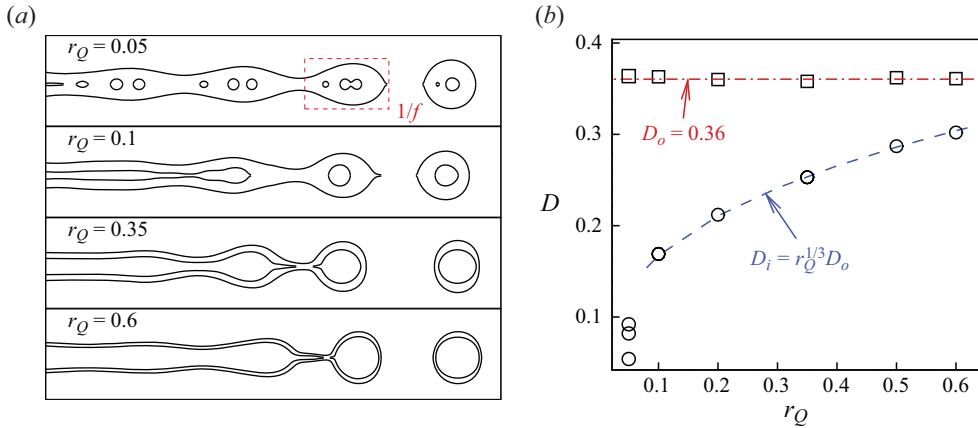 (a)
r_Q = 0.05
1/f
r_Q = 0.1
r_Q = 0.35
r_Q = 0.6
(b)
0.4
0.3
0.2
0.1
D
D_o = 0.36
D_i = r_Q^{1/3}D_o
0.1 0.2 0.3 0.4 0.5 0.6
r_Q